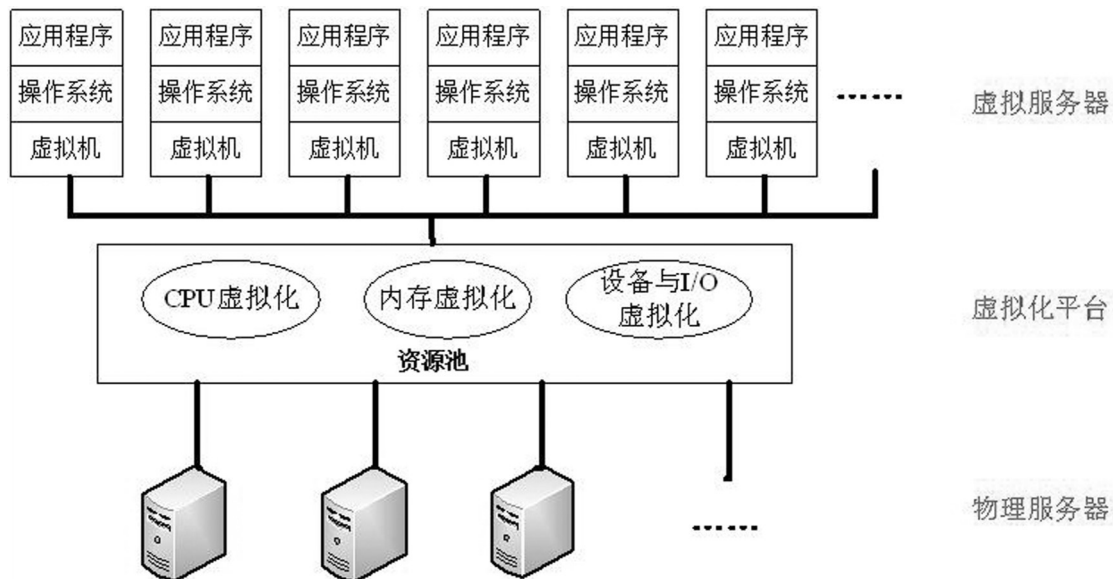 应用程序 应用程序 应用程序 应用程序 应用程序 应用程序
操作系统 操作系统 操作系统 操作系统 操作系统 操作系统
虚拟服务器
虚拟机 虚拟机 虚拟机 虚拟机 虚拟机 虚拟机
CPU虚拟化
内存虚拟化
设备与I/O
虚拟化
虚拟化平台
资源池
物理服务器